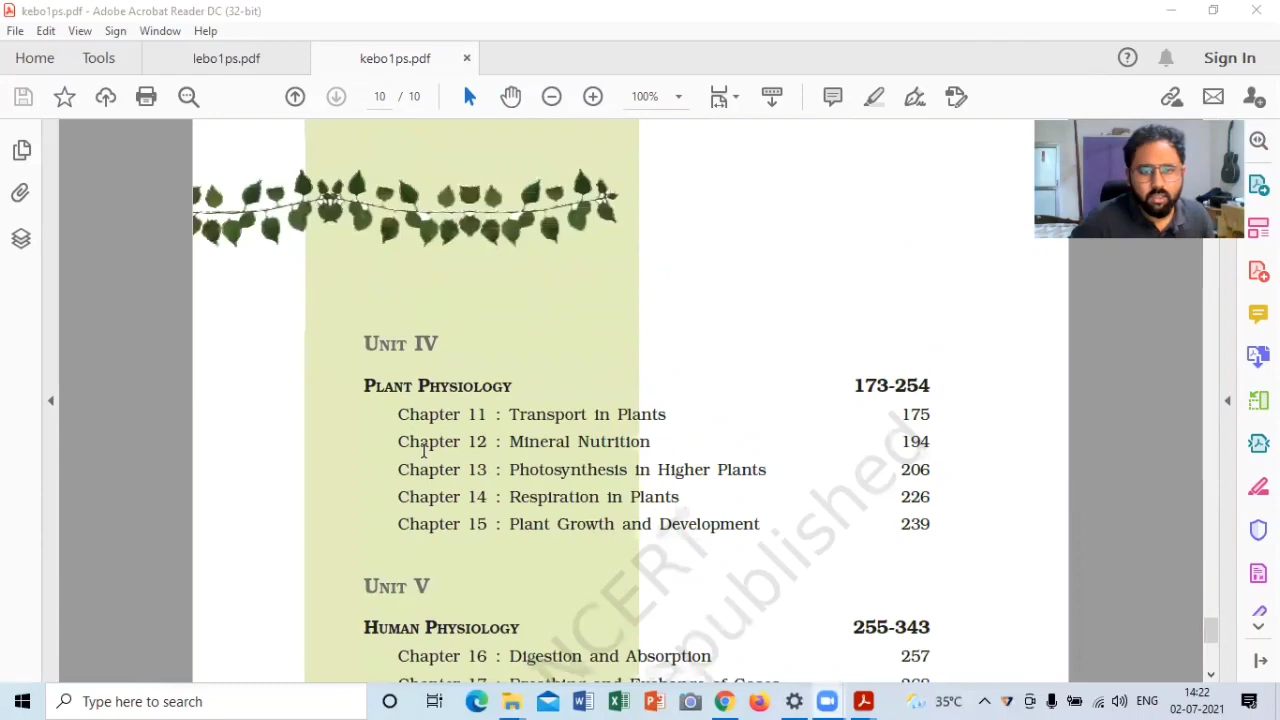 kebo1ps.pdf - Adobe Acrobat Reader DC (32-bit)
File Edit View Sign Window Help
Home Tools lebo1ps.pdf kebo1ps.pdf × Sign In
10 / 10 100%
UNIT IV
PLANT PHYSIOLOGY 173-254
Chapter 11 : Transport in Plants 175
Chapter 12 : Mineral Nutrition 194
Chapter 13 : Photosynthesis in Higher Plants 206
Chapter 14 : Respiration in Plants 226
Chapter 15 : Plant Growth and Development 239
UNIT V
HUMAN PHYSIOLOGY 255-343
Chapter 16 : Digestion and Absorption 257
NCERT
republished
Type here to search 35°C ENG 14:22
02-07-2021